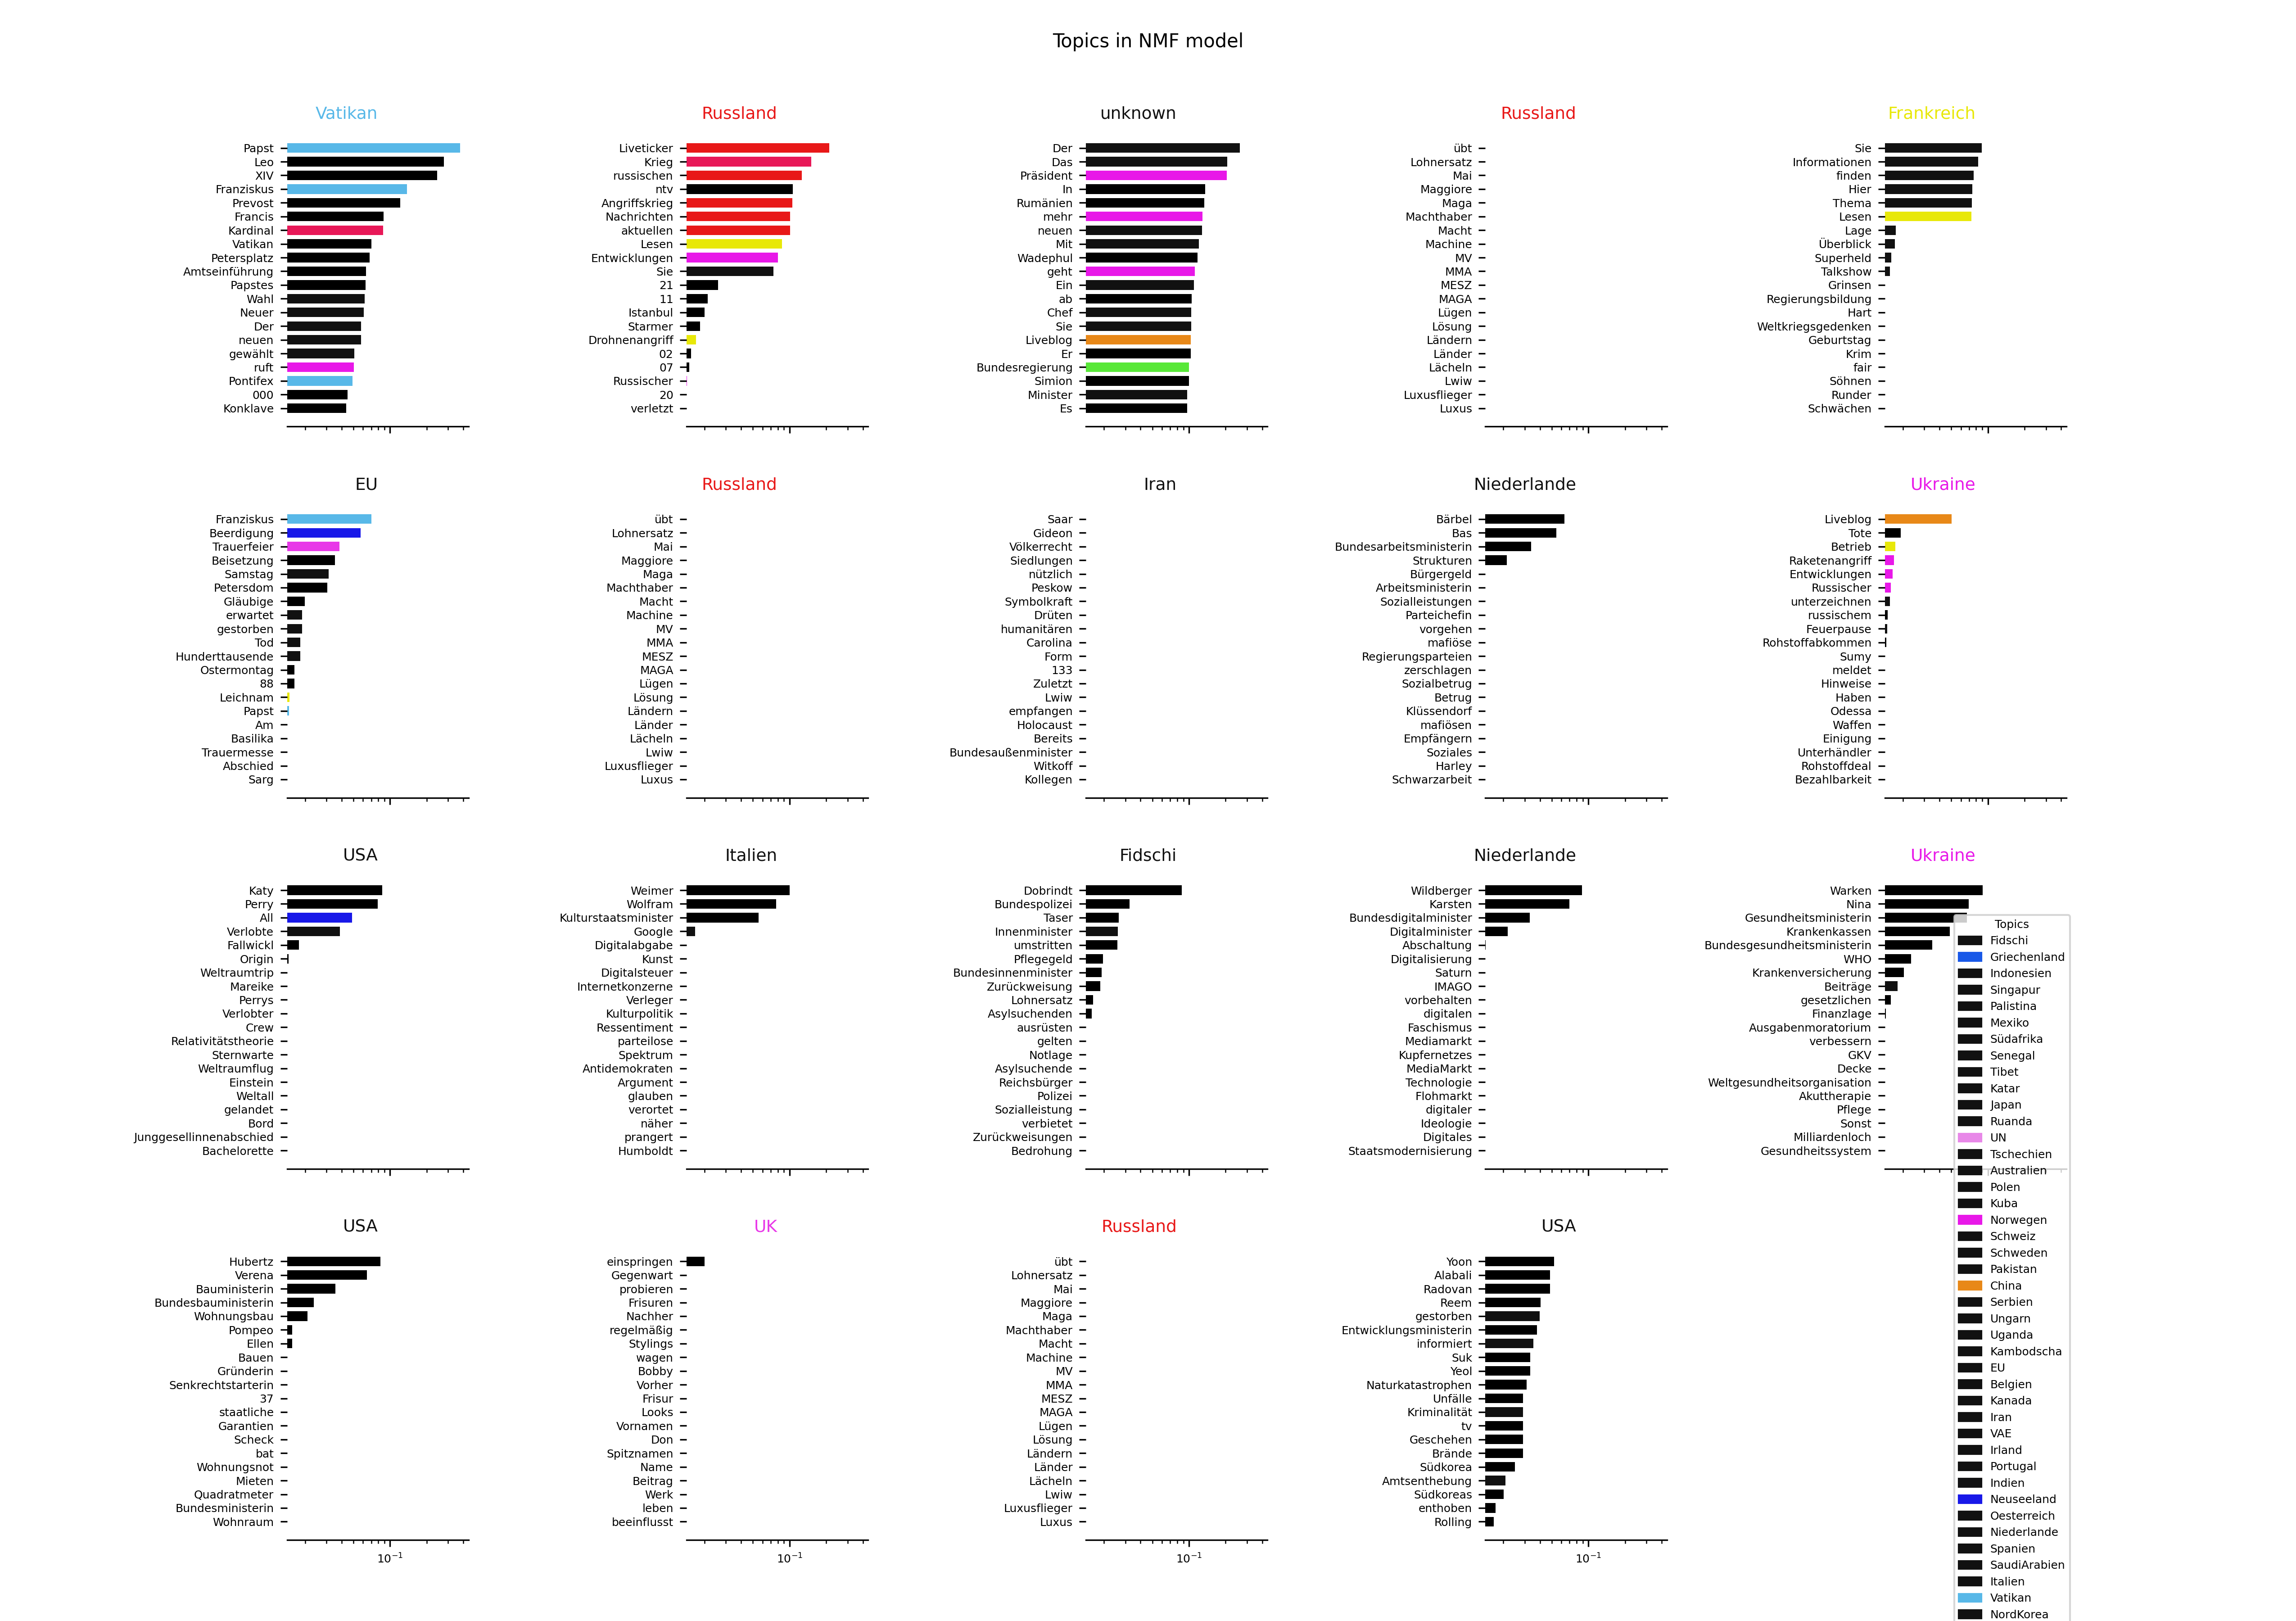 Topics in NMF model
Vatikan
Papst
Leo
XIV
Franziskus
Prevost
Francis
Kardinal
Vatikan
Petersplatz
Amtseinführung
Papstes
Wahl
Neuer
Der
neuen
gewählt
ruft
Pontifex
000
Konklave
Russland
Liveticker
Krieg
russischen
ntv
Angriffskrieg
Nachrichten
aktuellen
Lesen
Entwicklungen
Sie
21
11
Istanbul
Starmer
Drohnenangriff
02
07
Russischer
20
verletzt
unknown
Der
Das
Präsident
In
Rumänien
mehr
neuen
Mit
Wadephul
geht
Ein
ab
Chef
Sie
Liveblog
Er
Bundesregierung
Simion
Minister
Es
Russland
übt
Lohnersatz
Mai
Maggiore
Maga
Machthaber
Macht
Machine
MV
MMA
MESZ
MAGA
Lügen
Lösung
Ländern
Länder
Lächeln
Lwiw
Luxusflieger
Luxus
Frankreich
Sie
Informationen
finden
Hier
Thema
Lesen
Lage
Überblick
Superheld
Talkshow
Grinsen
Regierungsbildung
Hart
Weltkriegsgedenken
Geburtstag
Krim
fair
Söhnen
Runder
Schwächen
EU
Franziskus
Beerdigung
Trauerfeier
Beisetzung
Samstag
Petersdom
Gläubige
erwartet
gestorben
Tod
Hunderttausende
Ostermontag
88
Leichnam
Papst
Am
Basilika
Trauermesse
Abschied
Sarg
Russland
übt
Lohnersatz
Mai
Maggiore
Maga
Machthaber
Macht
Machine
MV
MMA
MESZ
MAGA
Lügen
Lösung
Ländern
Länder
Lächeln
Lwiw
Luxusflieger
Luxus
Iran
Saar
Gideon
Völkerrecht
Siedlungen
nützlich
Peskow
Symbolkraft
Drüten
humanitären
Carolina
Form
133
Zuletzt
Lwiw
empfangen
Holocaust
Bereits
Bundesaußenminister
Witkoff
Kollegen
Niederlande
Bärbel
Bas
Bundesarbeitsministerin
Strukturen
Bürgergeld
Arbeitsministerin
Sozialleistungen
Parteichefin
vorgehen
mafiöse
Regierungsparteien
zerschlagen
Sozialbetrug
Betrug
Klüssendorf
mafiösen
Empfängern
Soziales
Harley
Schwarzarbeit
Ukraine
Liveblog
Tote
Betrieb
Raketenangriff
Entwicklungen
Russischer
unterzeichnen
russischem
Feuerpause
Rohstoffabkommen
Sumy
meldet
Hinweise
Haben
Odessa
Waffen
Einigung
Unterhändler
Rohstoffdeal
Bezahlbarkeit
USA
Katy
Perry
All
Verlobte
Fallwickl
Origin
Weltraumtrip
Mareike
Perrys
Verlobter
Crew
Relativitätstheorie
Sternwarte
Weltraumflug
Einstein
Weltall
gelandet
Bord
Junggesellinnenabschied
Bachelorette
Italien
Weimer
Wolfram
Kulturstaatsminister
Google
Digitalabgabe
Kunst
Digitalsteuer
Internetkonzerne
Verleger
Kulturpolitik
Ressentiment
parteilose
Spektrum
Antidemokraten
Argument
glauben
verortet
näher
prangert
Humboldt
Fidschi
Dobrindt
Bundespolizei
Taser
Innenminister
umstritten
Pflegegeld
Bundesinnenminister
Zurückweisung
Lohnersatz
Asylsuchenden
ausrüsten
gelten
Notlage
Asylsuchende
Reichsbürger
Polizei
Sozialleistung
verbietet
Zurückweisungen
Bedrohung
Niederlande
Wildberger
Karsten
Bundesdigitalminister
Digitalminister
Abschaltung
Digitalisierung
Saturn
IMAGO
vorbehalten
digitalen
Faschismus
Mediamarkt
Kupfernetzes
MediaMarkt
Technologie
Flohmarkt
digitaler
Ideologie
Digitales
Staatsmodernisierung
Ukraine
Warken
Nina
Gesundheitsministerin
Krankenkassen
Bundesgesundheitsministerin
WHO
Krankenversicherung
Beiträge
gesetzlichen
Finanzlage
Ausgabenmoratorium
verbessern
GKV
Decke
Weltgesundheitsorganisation
Akuttherapie
Pflege
Sonst
Milliardenloch
Gesundheitssystem
USA
Hubertz
Verena
Bauministerin
Bundesbauministerin
Wohnungsbau
Pompeo
Ellen
Bauen
Gründerin
Senkrechtstarterin
37
staatliche
Garantien
Scheck
bat
Wohnungsnot
Mieten
Quadratmeter
Bundesministerin
Wohnraum
10⁻¹
UK
einspringen
Gegenwart
probieren
Frisuren
Nachher
regelmäßig
Stylings
wagen
Bobby
Vorher
Frisur
Looks
Vornamen
Don
Spitznamen
Name
Beitrag
Werk
leben
beeinflusst
10⁻¹
Russland
übt
Lohnersatz
Mai
Maggiore
Maga
Machthaber
Macht
Machine
MV
MMA
MESZ
MAGA
Lügen
Lösung
Ländern
Länder
Lächeln
Lwiw
Luxusflieger
Luxus
10⁻¹
USA
Yoon
Alabali
Radovan
Reem
gestorben
Entwicklungsministerin
informiert
Suk
Yeol
Naturkatastrophen
Unfälle
Kriminalität
tv
Geschehen
Brände
Südkorea
Amtsenthebung
Südkoreas
enthoben
Rolling
10⁻¹
Topics
Fidschi
Griechenland
Indonesien
Singapur
Palistina
Mexiko
Südafrika
Senegal
Tibet
Katar
Japan
Ruanda
UN
Tschechien
Australien
Polen
Kuba
Norwegen
Schweiz
Schweden
Pakistan
China
Serbien
Ungarn
Uganda
Kambodscha
EU
Belgien
Kanada
Iran
VAE
Irland
Portugal
Indien
Neuseeland
Oesterreich
Niederlande
Spanien
SaudiArabien
Italien
Vatikan
NordKorea